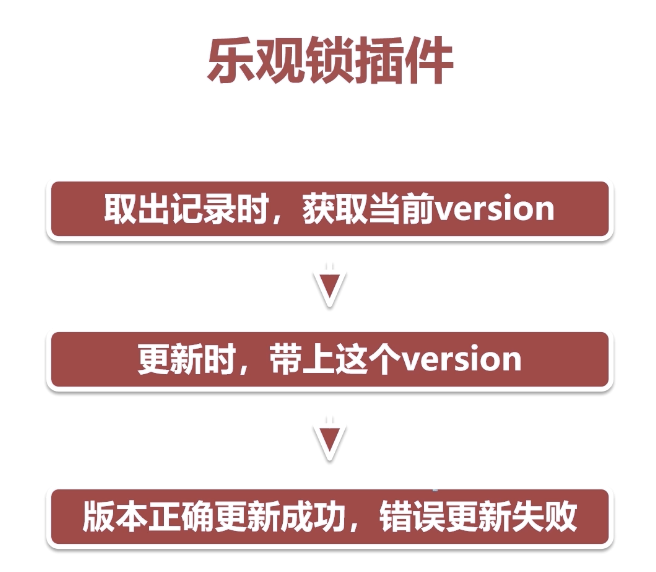 乐观锁插件
取出记录时，获取当前version
更新时，带上这个version
版本正确更新成功，错误更新失败